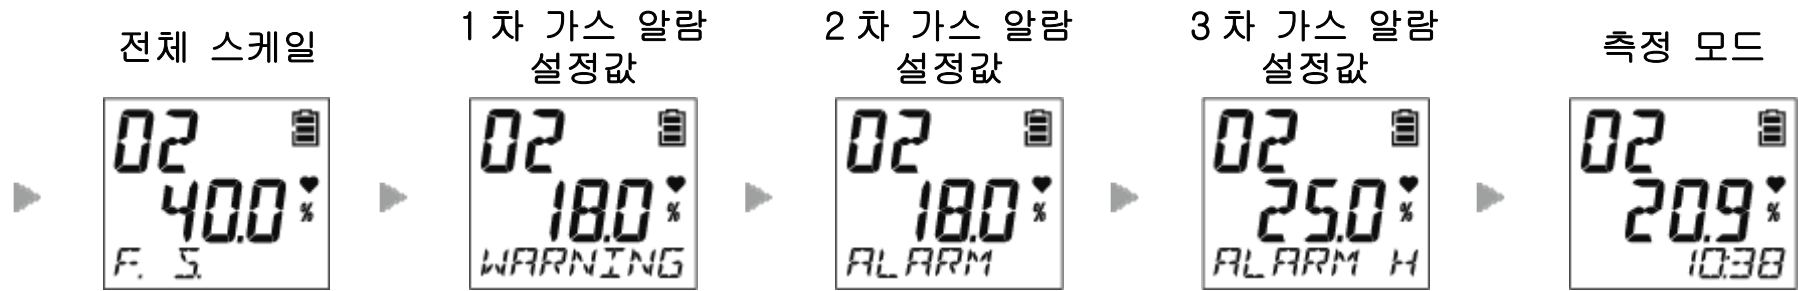 전체 스케일
02
40.0 %
F. S.
1 차 가스 알람
설정값
02
18.0 %
WARNING
2 차 가스 알람
설정값
02
18.0 %
ALARM
3 차 가스 알람
설정값
02
25.0 %
ALARM H
측정 모드
02
20.9 %
10:38